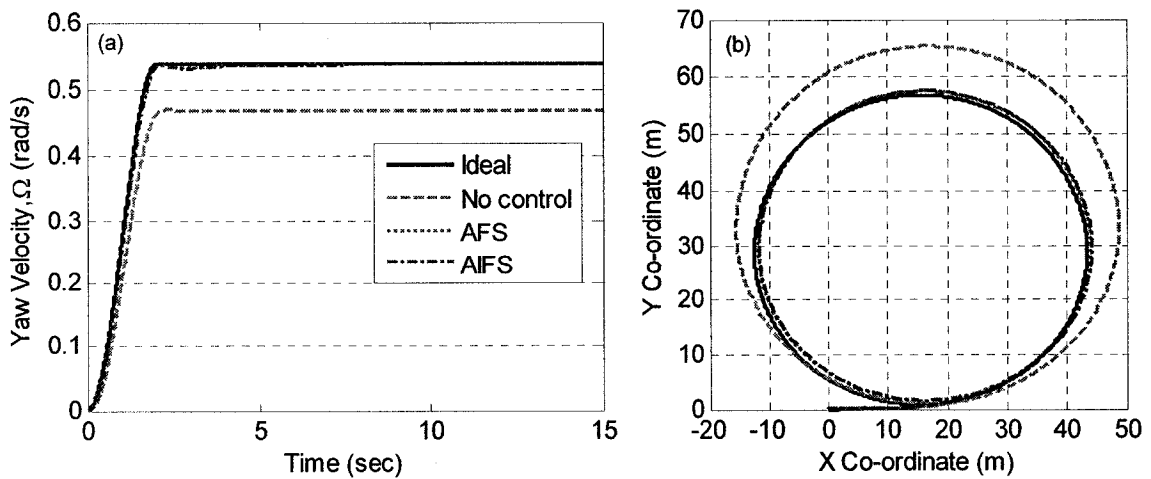 (a)
0.6
0.5
0.4
0.3
0.2
0.1
0
Yaw Velocity,Ω (rad/s)
0 5 10 15
Time (sec)
Ideal
No control
AFS
AIFS
(b)
70
60
50
40
30
20
10
0
Y Co-ordinate (m)
-20 -10 0 10 20 30 40 50
X Co-ordinate (m)